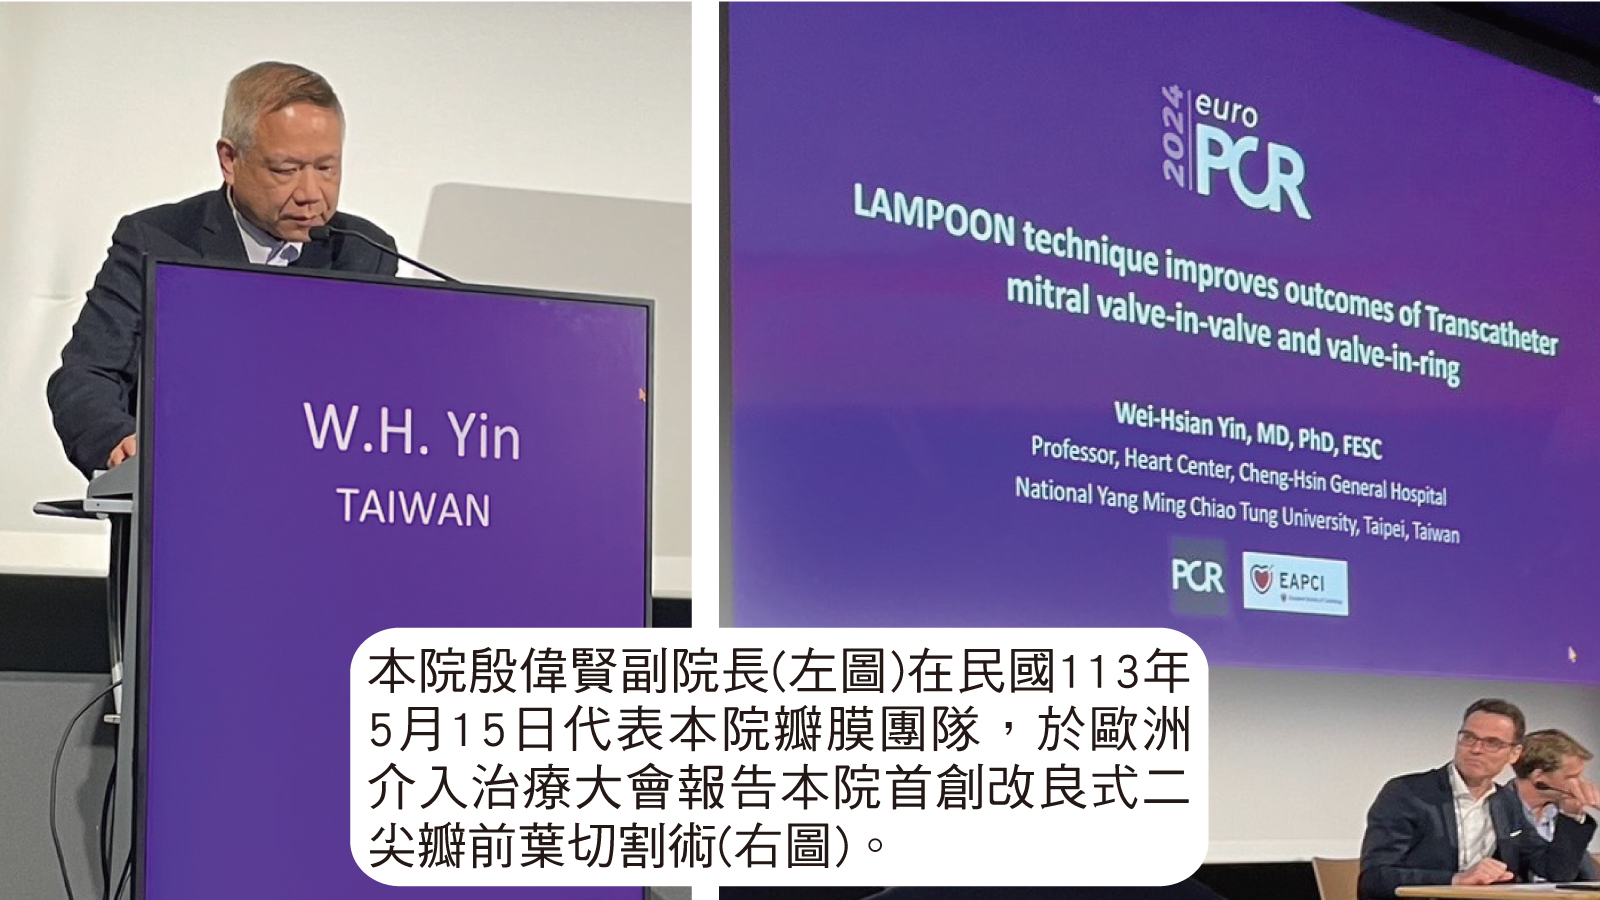 W.H. Yin
TAIWAN
2024
euro
PCR
LAMPOON technique improves outcomes of Transcatheter
mitral valve-in-valve and valve-in-ring
Wei-Hsian Yin, MD, PhD, FESC
Professor, Heart Center, Cheng-Hsin General Hospital
National Yang Ming Chiao Tung University, Taipei, Taiwan
PCR
EAPCI
本院殷偉賢副院長(左圖)在民國113年
5月15日代表本院瓣膜團隊，於歐洲
介入治療大會報告本院首創改良式二
尖瓣前葉切割術(右圖)。